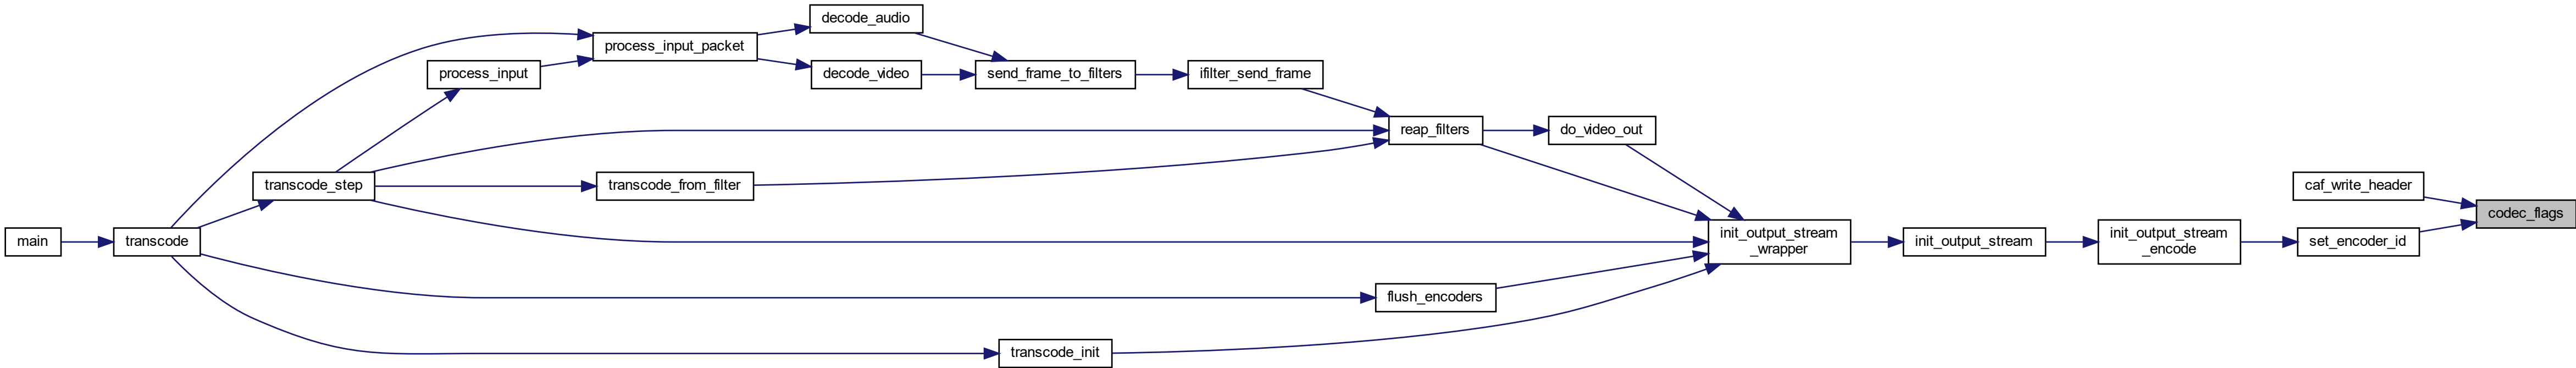 decode_audio
process_input_packet
process_input
decode_video
send_frame_to_filters
ifilter_send_frame
reap_filters
do_video_out
transcode_step
transcode_from_filter
caf_write_header
codec_flags
main
transcode
init_output_stream
_wrapper
init_output_stream
init_output_stream
_encode
set_encoder_id
flush_encoders
transcode_init